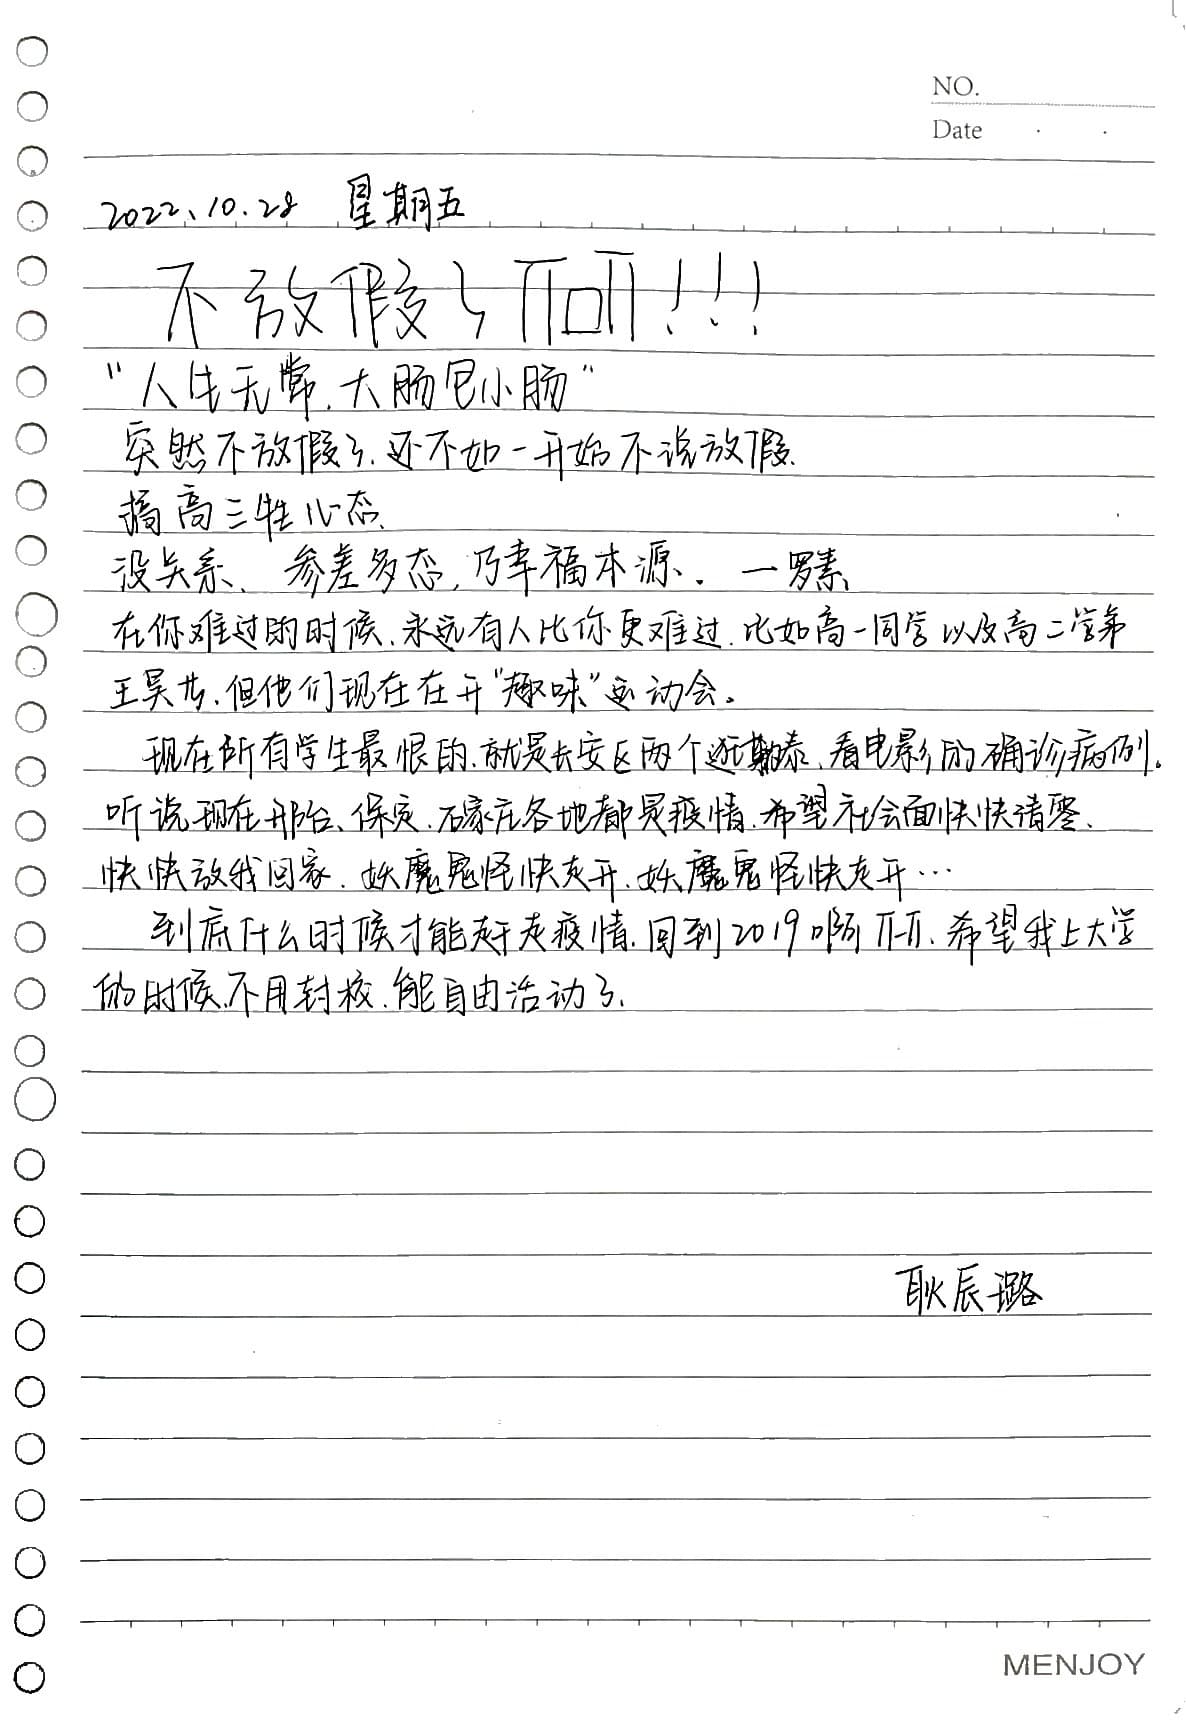 NO.
Date
2022.10.28 星期五
不放假了 !!!
"人生无常,大肠包小肠"
突然不放假了,还不如一开始不说放假、
搞高三牲心态、
没关系、参差多态,乃幸福本源. —罗素、
在你难过的时候、永远有人比你更难过.比如高一同学以及高二学弟
王昊 、但他们现在在开"趣味"运动会。
现在所有学生最恨的、就是长安区两个逛 泰、看电影的确诊病例。
听说现在邢台、保定、石家庄各地都是疫情、希望社会面快快清零、
快快放我回家、妖魔鬼怪快走开、妖魔鬼怪快走开…
到底什么时候才能赶走疫情、回到2019啊 、希望我上大学
的时候、不用封校、能自由活动了、
耿辰璐
MENJOY